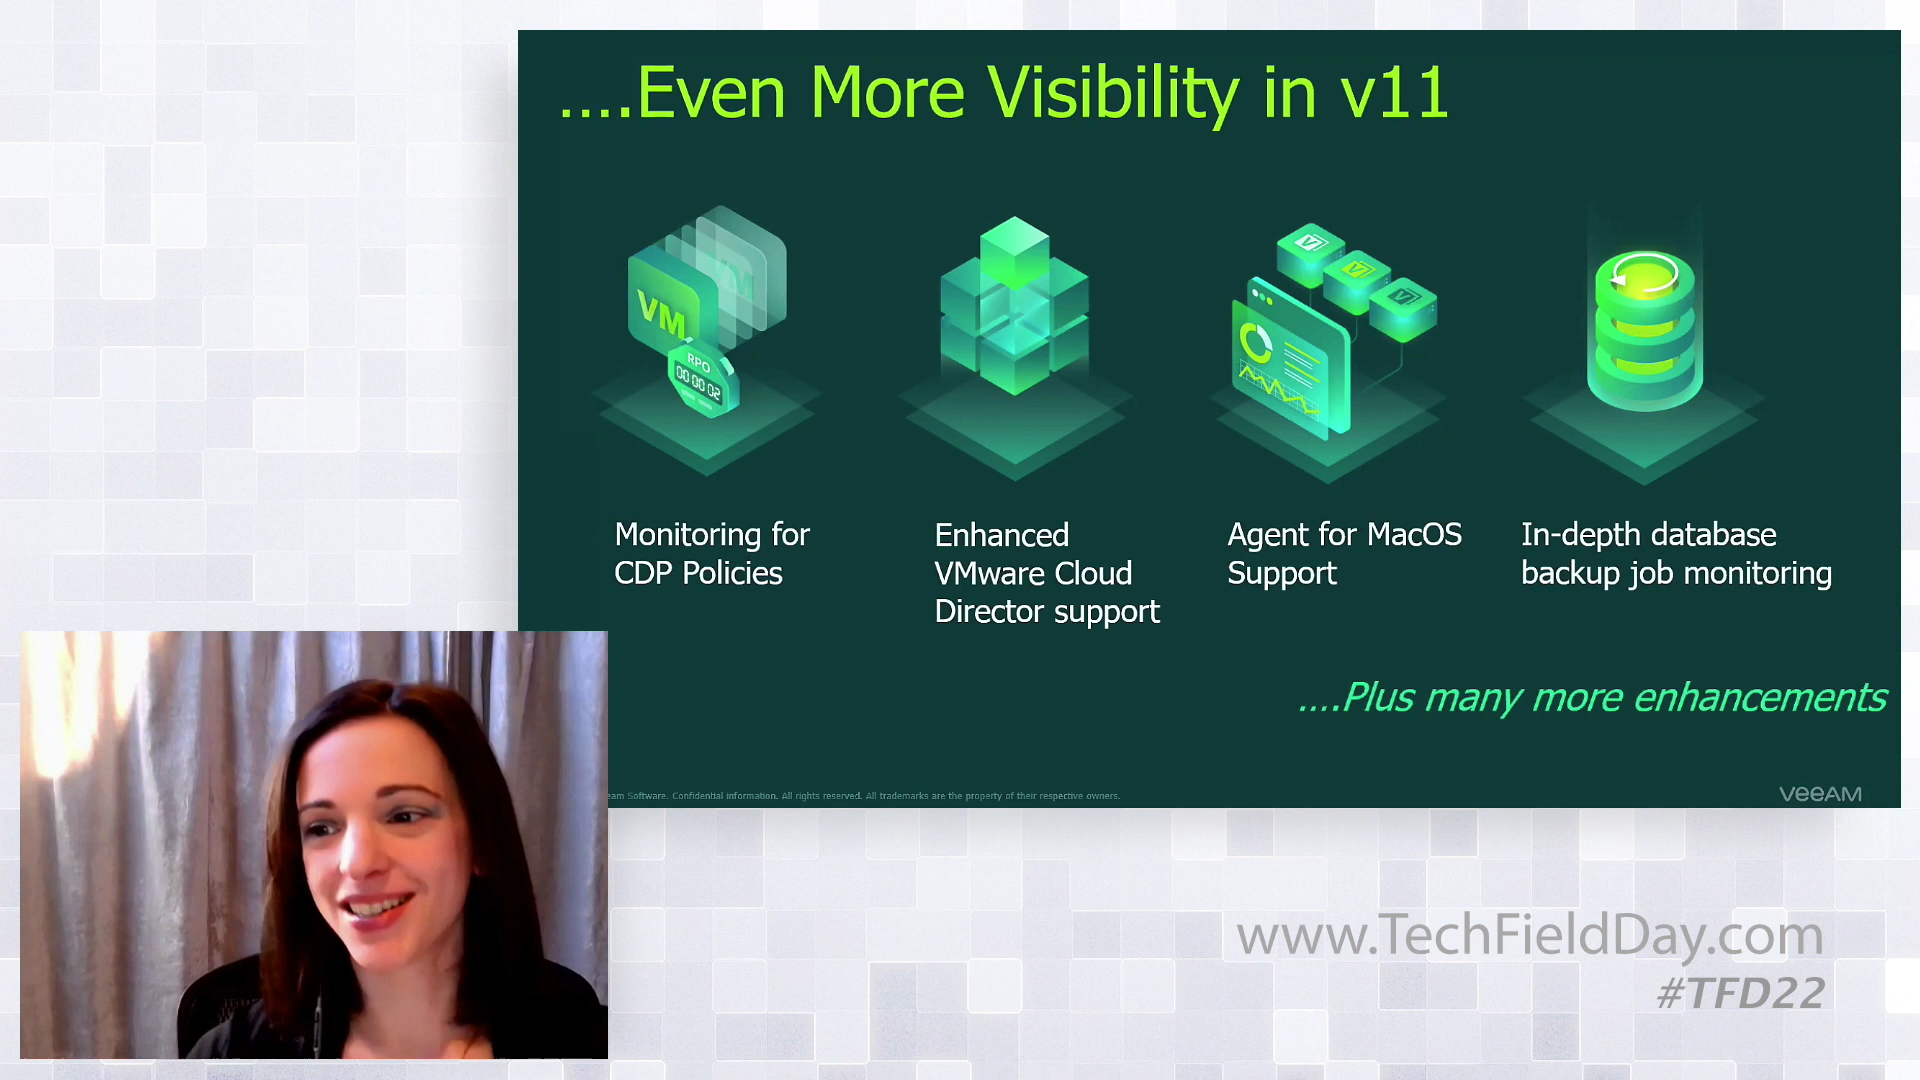 ....Even More Visibility in v11
VM
RPO
00 00 02
Monitoring for
CDP Policies
Enhanced
VMware Cloud
Director support
Agent for MacOS
Support
In-depth database
backup job monitoring
....Plus many more enhancements
Software. Confidential information. All rights reserved. All trademarks are the property of their respective owners.
veeAM
www.TechFieldDay.com
#TFD22